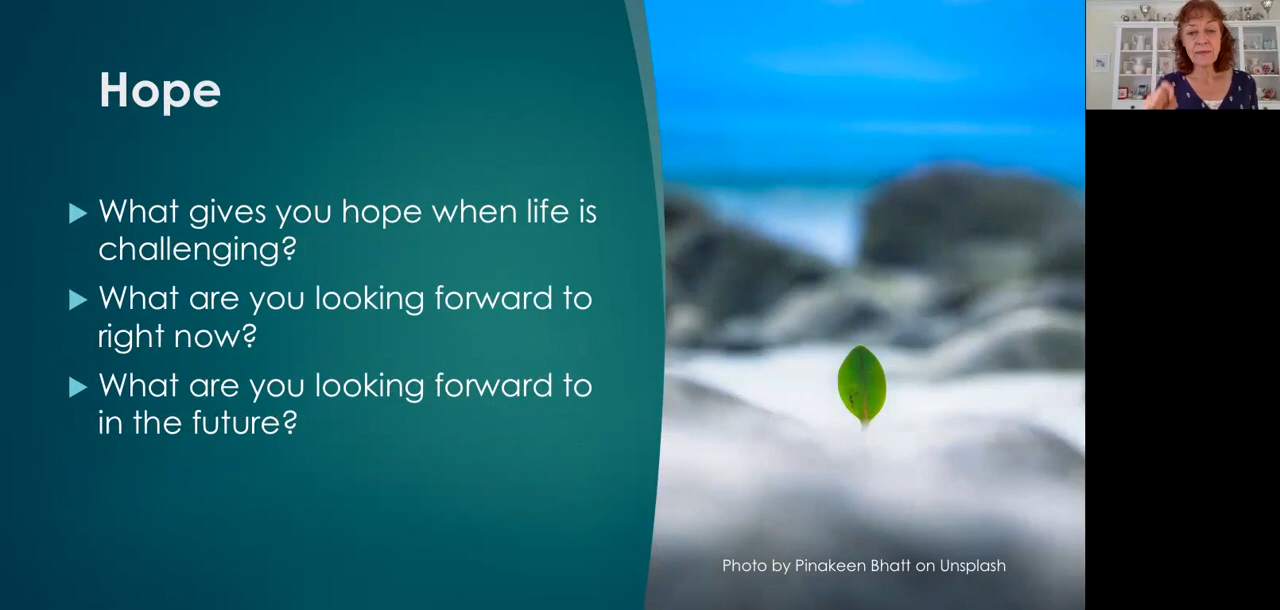 Hope
What gives you hope when life is
challenging?
What are you looking forward to
right now?
What are you looking forward to
in the future?
Photo by Pinakeen Bhatt on Unsplash